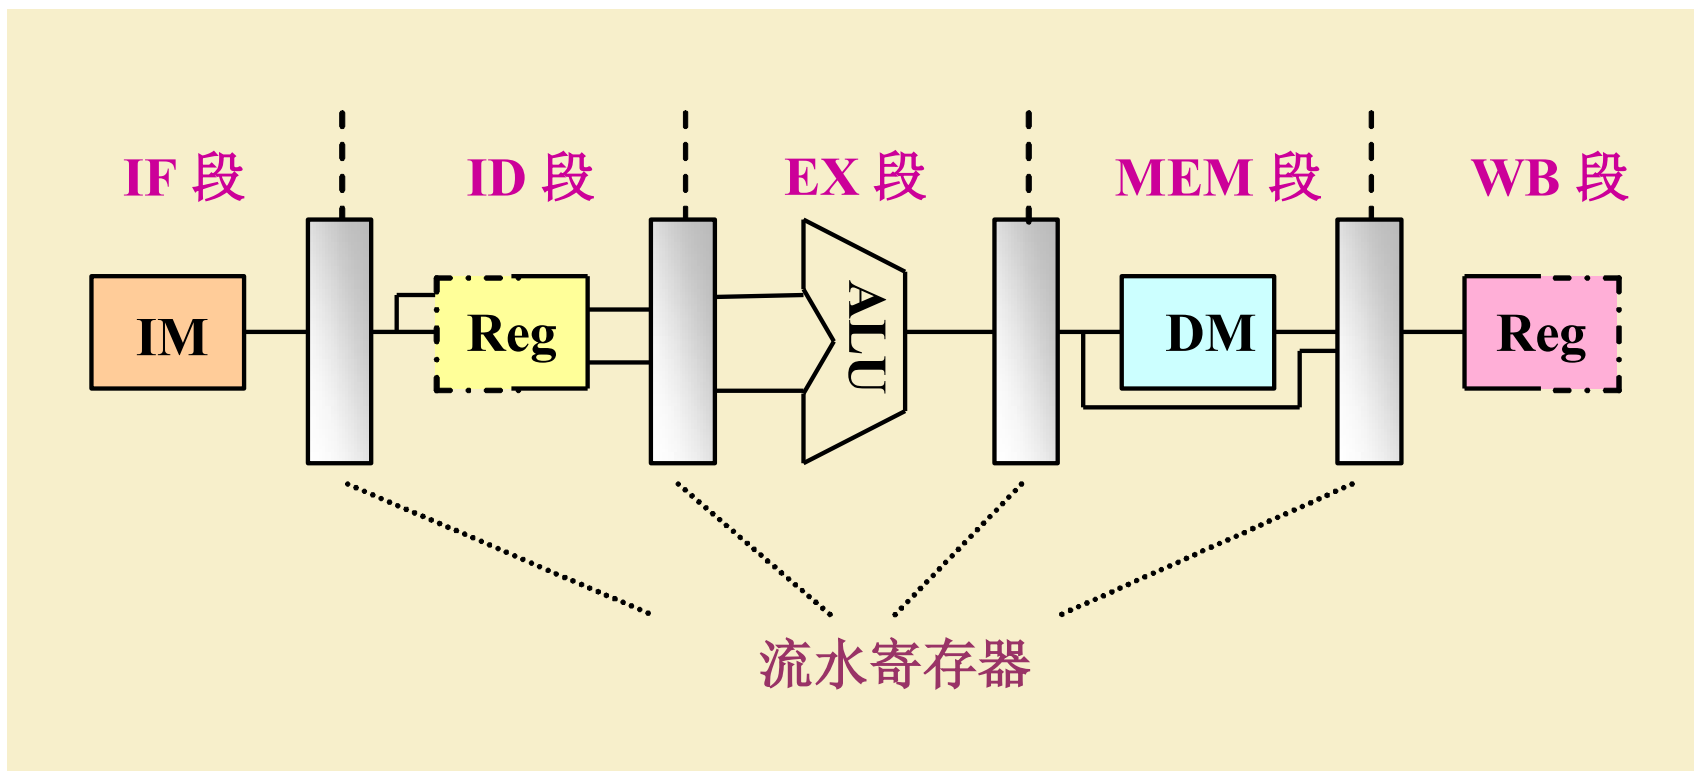 IF 段 ID 段 EX 段 MEM 段 WB 段
IM Reg ALU DM Reg
流水寄存器